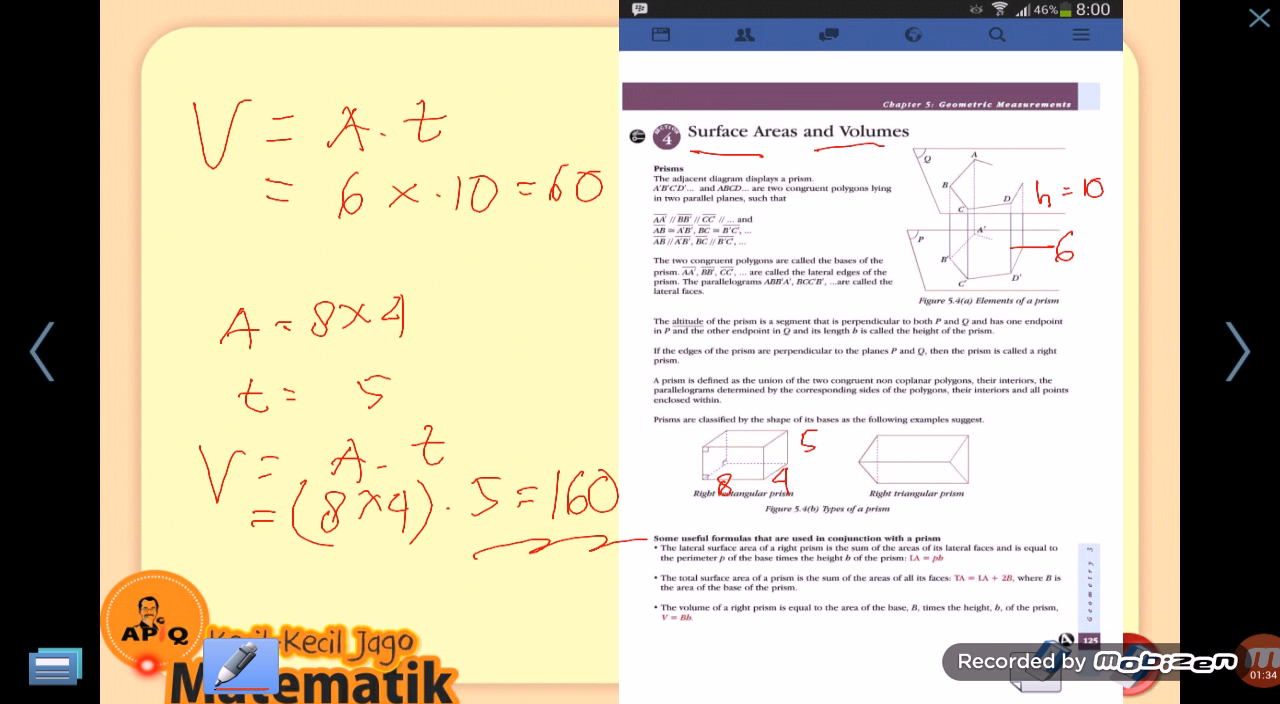 46% 8:00
V = A . t
= 6 x . 10 = 60
A = 8 x 4
t = 5
V = A . t
= (8 x 4) . 5 = 160
APIQ
Kecil-Kecil Jago
Matematik
Chapter 5: Geometric Measurements
SECTION
4
Surface Areas and Volumes
Prisms
The adjacent diagram displays a prism.
A'B'C'D'... and ABCD... are two congruent polygons lying
in two parallel planes, such that
AA' // BB' // CC' // ... and
AB = A'B', BC = B'C', ...
AB // A'B', BC // B'C', ...
The two congruent polygons are called the bases of the
prism. AA', BB', CC', ... are called the lateral edges of the
prism. The parallelograms ABB'A', BCC'B', ...are called the
lateral faces.
Q
A
B
C
D
h = 10
P
A'
B'
C'
D'
6
Figure 5.4(a) Elements of a prism
The altitude of the prism is a segment that is perpendicular to both P and Q and has one endpoint
in P and the other endpoint in Q and its length h is called the height of the prism.
If the edges of the prism are perpendicular to the planes P and Q, then the prism is called a right
prism.
A prism is defined as the union of the two congruent non coplanar polygons, their interiors, the
parallelograms determined by the corresponding sides of the polygons, their interiors and all points
enclosed within.
Prisms are classified by the shape of its bases as the following examples suggest.
5
8 4
Right rectangular prism
Right triangular prism
Figure 5.4(b) Types of a prism
Some useful formulas that are used in conjunction with a prism
• The lateral surface area of a right prism is the sum of the areas of its lateral faces and is equal to
the perimeter p of the base times the height h of the prism: LA = ph
• The total surface area of a prism is the sum of the areas of all its faces: TA = LA + 2B, where B is
the area of the base of the prism.
• The volume of a right prism is equal to the area of the base, B, times the height, h, of the prism,
V = Bh.
Geometry 5
125
Recorded by Mobizen
01:34